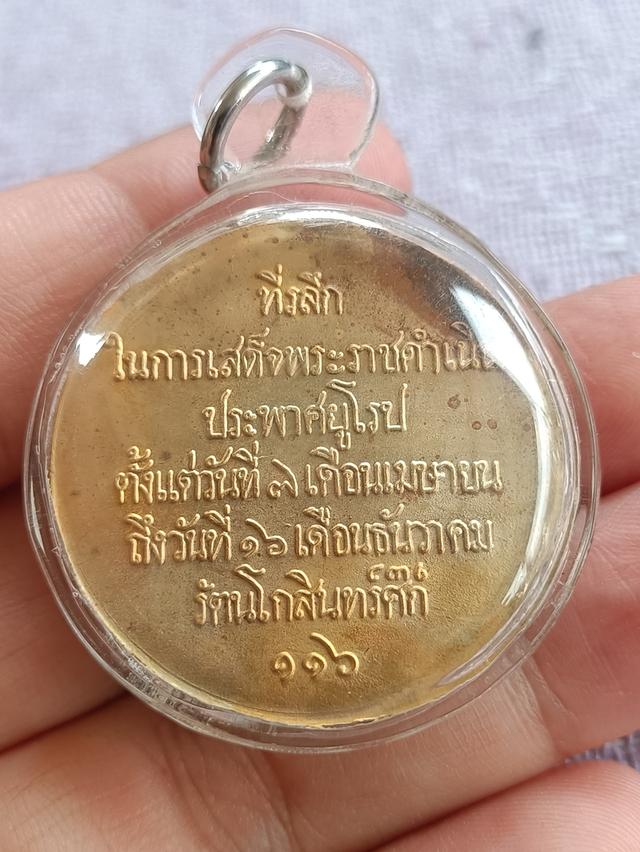 ที่รลึก
ในการเสด็จพระราชดำเนิน
ประพาศยูโรป
ตั้งแต่วันที่ ๗ เดือนเมษายน
ถึงวันที่ ๑๖ เดือนธันวาคม
รัตนโกสินทร์ศ๊ก
๑๑๖